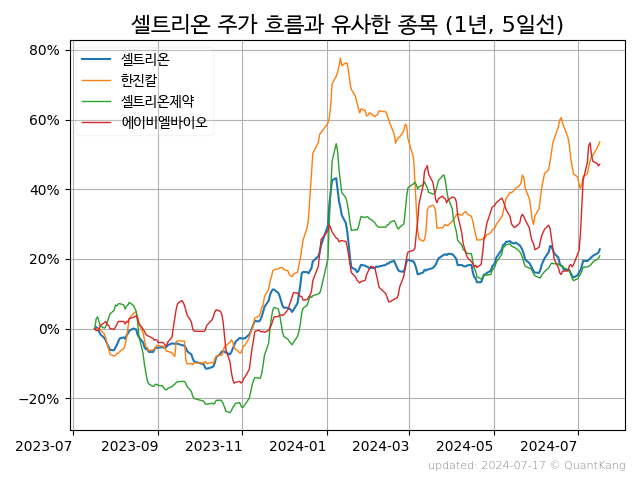 셀트리온 주가 흐름과 유사한 종목 (1년, 5일선)
셀트리온
한진칼
셀트리온제약
에이비엘바이오
80%
60%
40%
20%
0%
−20%
2023-07 2023-09 2023-11 2024-01 2024-03 2024-05 2024-07
updated: 2024-07-17 © QuantKang